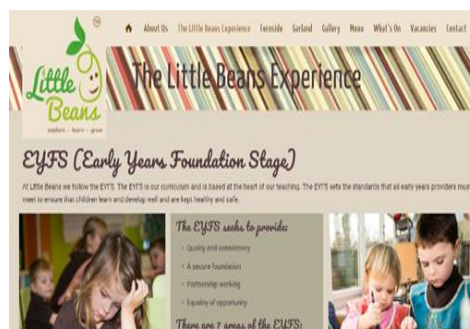 TM
About Us The Little Beans Experience Foreside Garland Gallery Menu What's On Vacancies Contact
Little
Beans
explore - learn - grow
The Little Beans Experience
EYFS (Early Years Foundation Stage)
At Little Beans we follow the EYFS. The EYFS is our curriculum and is based at the heart of our teaching. The EYFS sets the standards that all early years providers mus
meet to ensure that children learn and develop well and are kept healthy and safe.
The EYFS seeks to provide:
Quality and consistency
A secure foundation
Partnership working
Equality of opportunity
There are 7 areas of the EYFS: